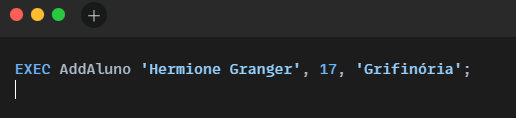 EXEC AddAluno 'Hermione Granger', 17, 'Grifinória';